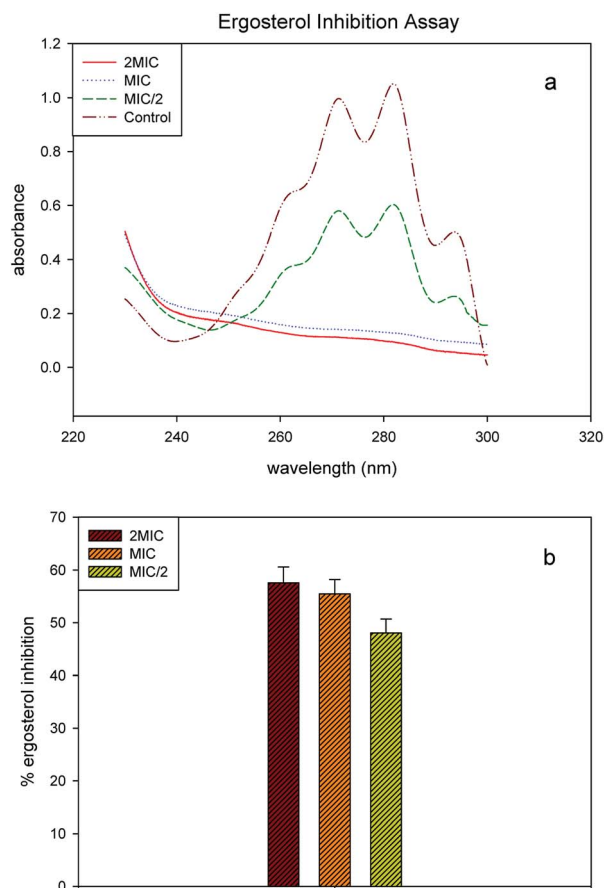 Ergosterol Inhibition Assay
1.2
1.0
0.8
0.6
0.4
0.2
0.0
absorbance
2MIC
MIC
MIC/2
Control
a
220
240
260
280
300
320
wavelength (nm)
70
60
50
40
30
20
10
0
% ergosterol inhibition
2MIC
MIC
MIC/2
b